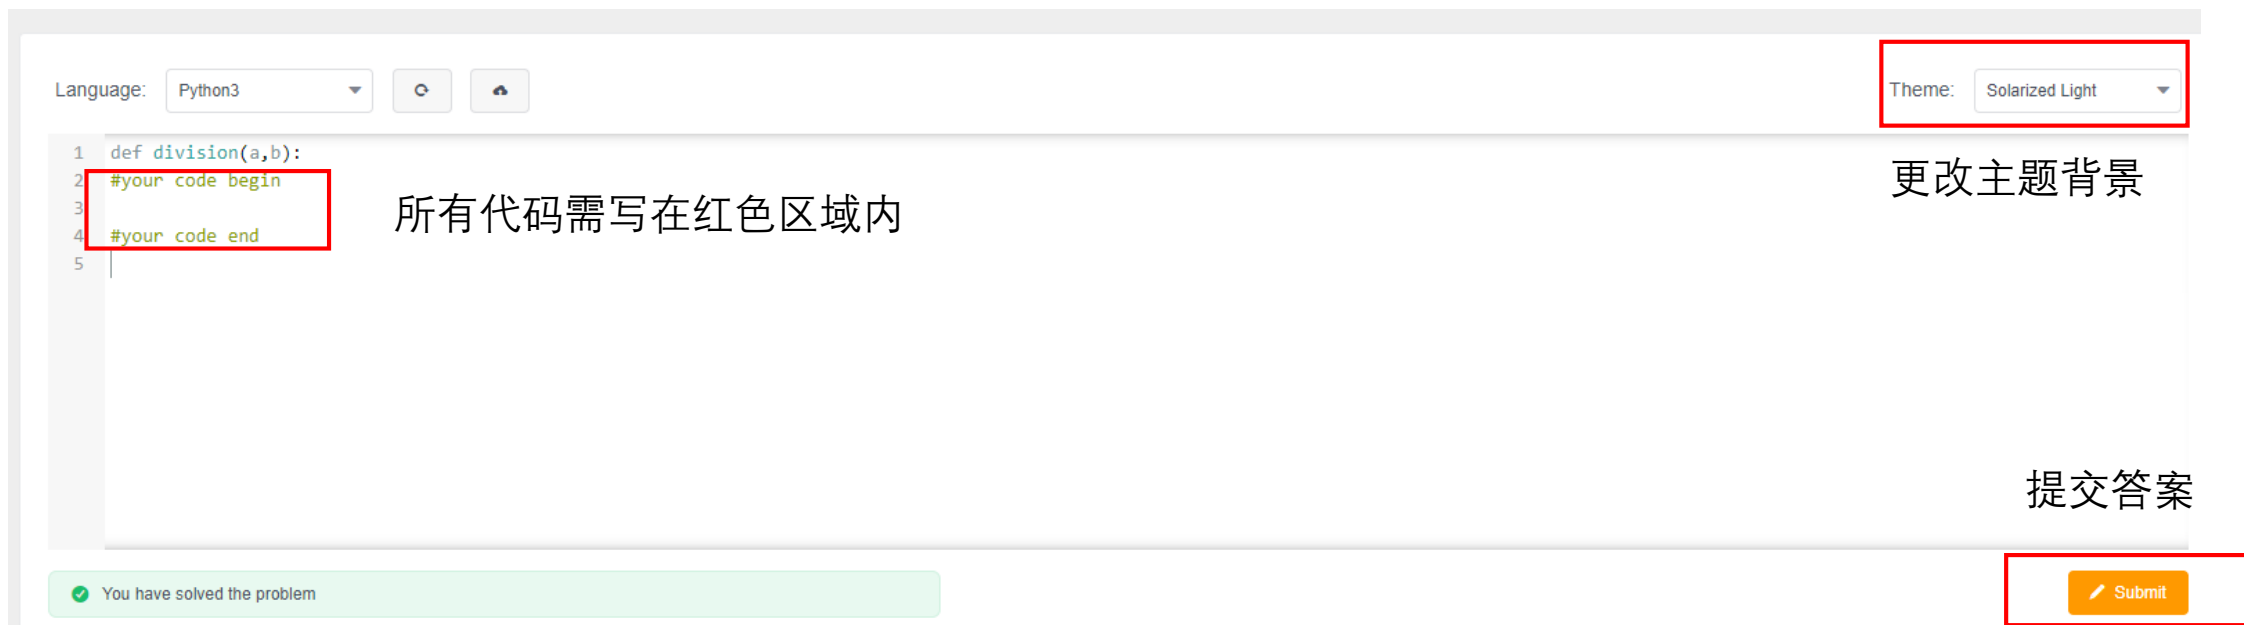 Language: Python3 Theme: Solarized Light
1 def division(a,b):
2 #your code begin
3
4 #your code end
5
所有代码需写在红色区域内
更改主题背景
提交答案
You have solved the problem
Submit